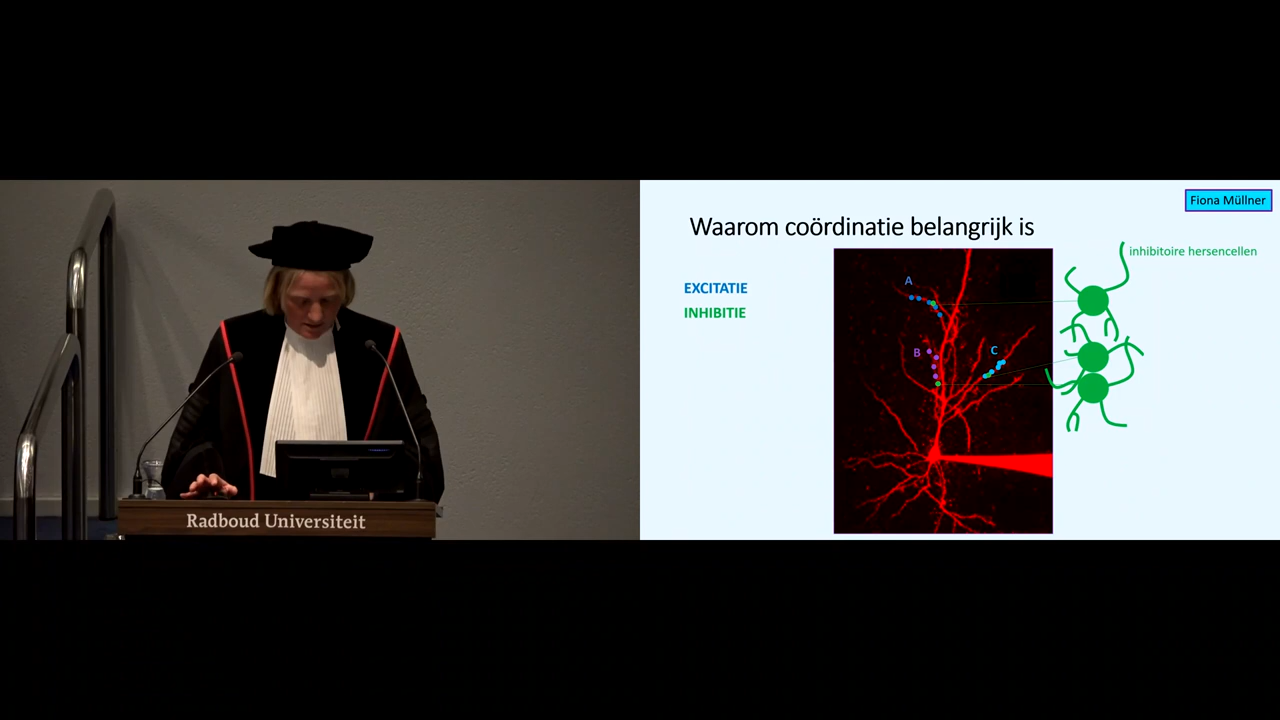 Fiona Müllner
Waarom coördinatie belangrijk is
inhibitoire hersencellen
EXCITATIE
INHIBITIE
A
B
C
Radboud Universiteit